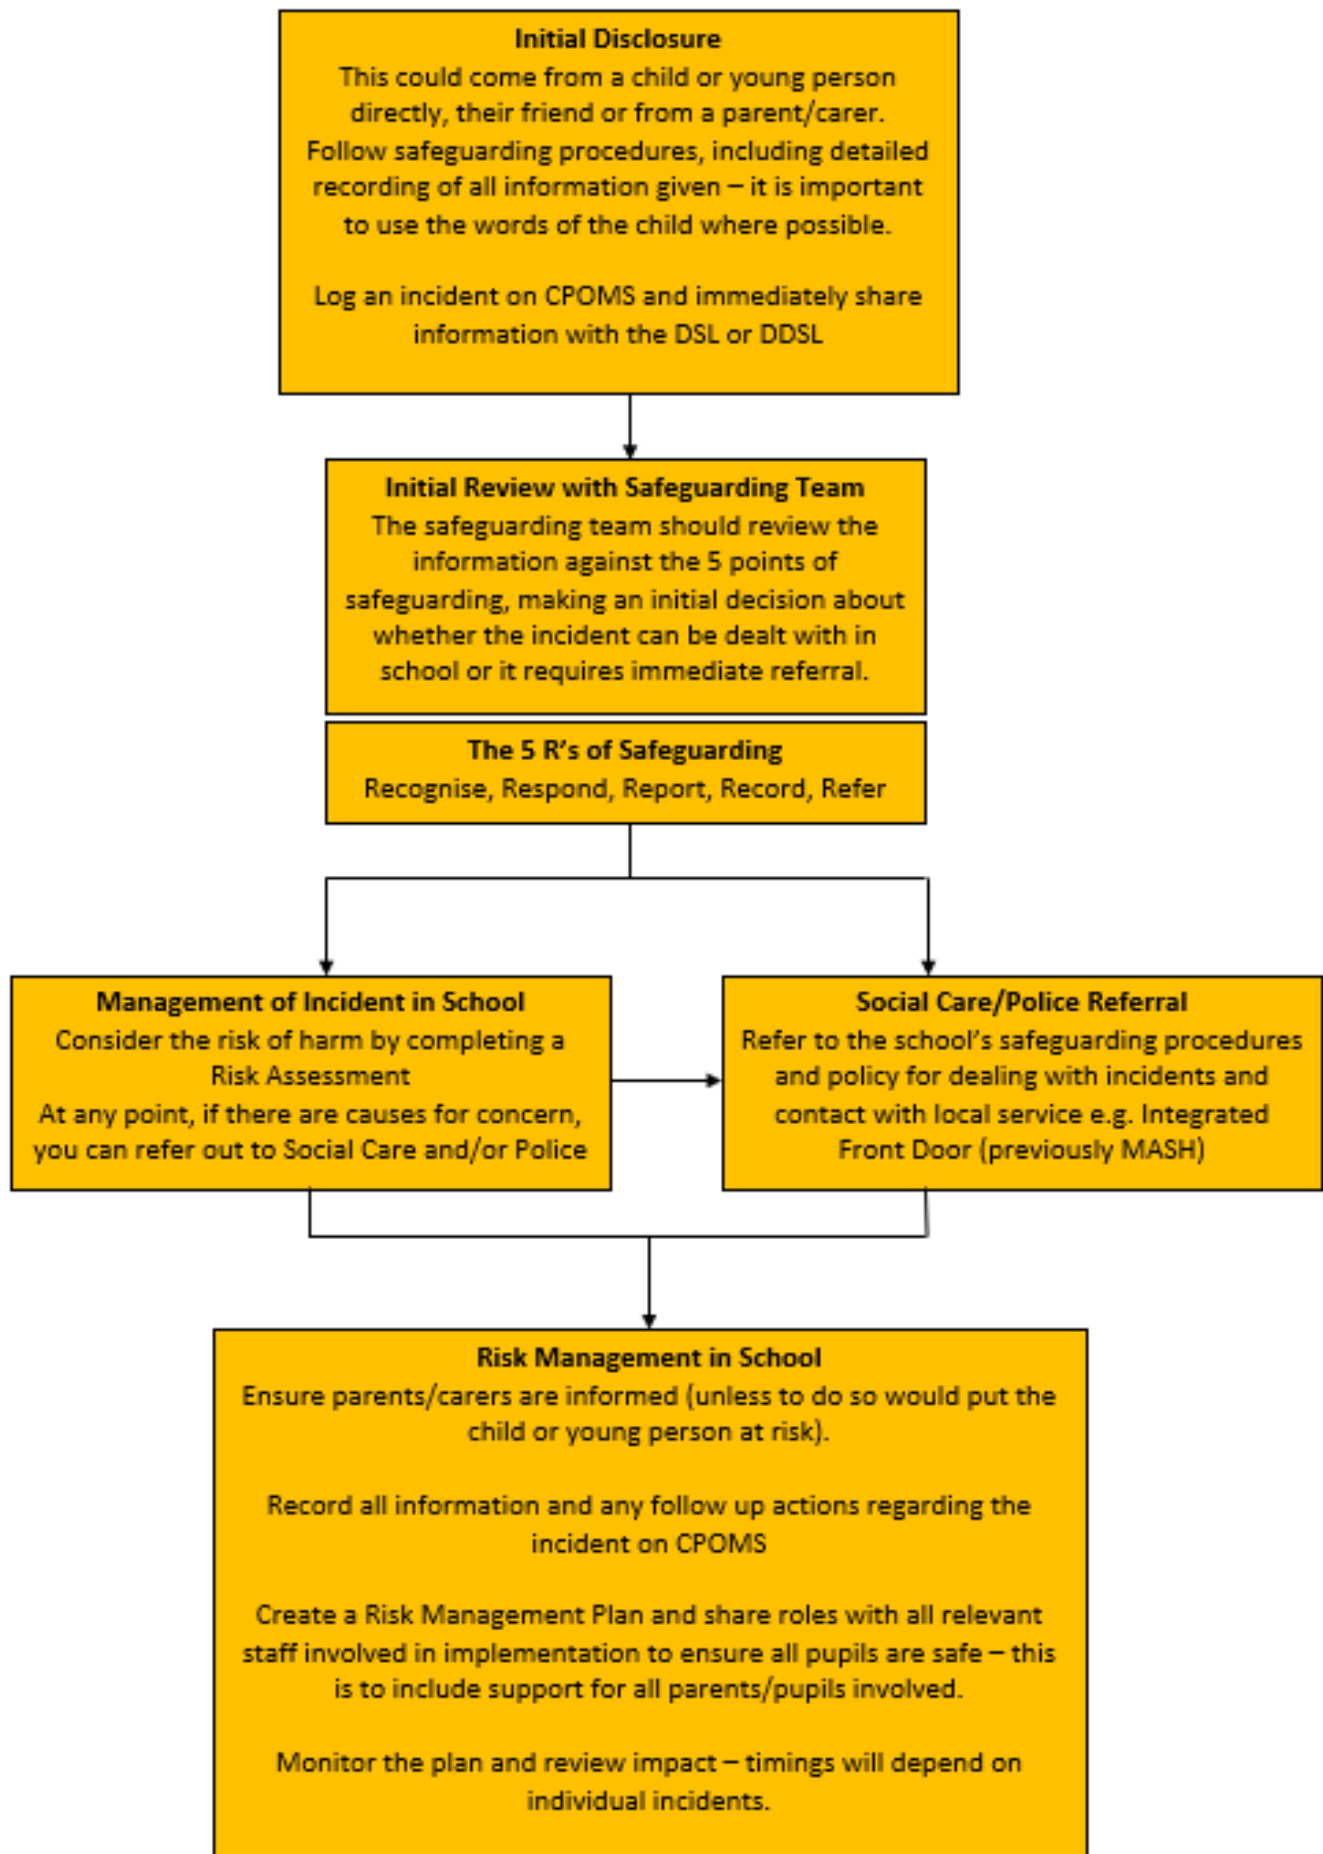 Initial Disclosure
This could come from a child or young person
directly, their friend or from a parent/carer.
Follow safeguarding procedures, including detailed
recording of all information given – it is important
to use the words of the child where possible.
Log an incident on CPOMS and immediately share
information with the DSL or DDSL
Initial Review with Safeguarding Team
The safeguarding team should review the
information against the 5 points of
safeguarding, making an initial decision about
whether the incident can be dealt with in
school or it requires immediate referral.
The 5 R's of Safeguarding
Recognise, Respond, Report, Record, Refer
Management of Incident in School
Consider the risk of harm by completing a
Risk Assessment
At any point, if there are causes for concern,
you can refer out to Social Care and/or Police
Social Care/Police Referral
Refer to the school's safeguarding procedures
and policy for dealing with incidents and
contact with local service e.g. Integrated
Front Door (previously MASH)
Risk Management in School
Ensure parents/carers are informed (unless to do so would put the
child or young person at risk).
Record all information and any follow up actions regarding the
incident on CPOMS
Create a Risk Management Plan and share roles with all relevant
staff involved in implementation to ensure all pupils are safe – this
is to include support for all parents/pupils involved.
Monitor the plan and review impact – timings will depend on
individual incidents.